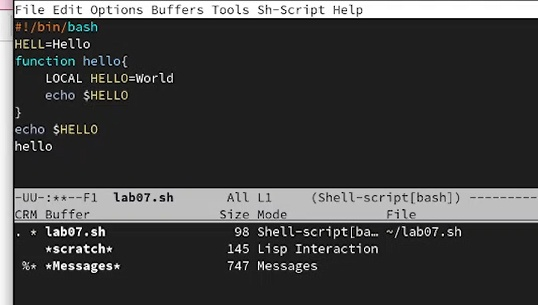 File Edit Options Buffers Tools Sh-Script Help
#!/bin/bash
HELL=Hello
function hello{
    LOCAL HELLO=World
    echo $HELLO
}
echo $HELLO
hello
-UU-:**--F1  lab07.sh       All L1     (Shell-script[bash]) ---------
CRM Buffer                Size Mode             File
. * lab07.sh                98 Shell-script[ba… ~/lab07.sh
    *scratch*              145 Lisp Interaction
 %* *Messages*             747 Messages